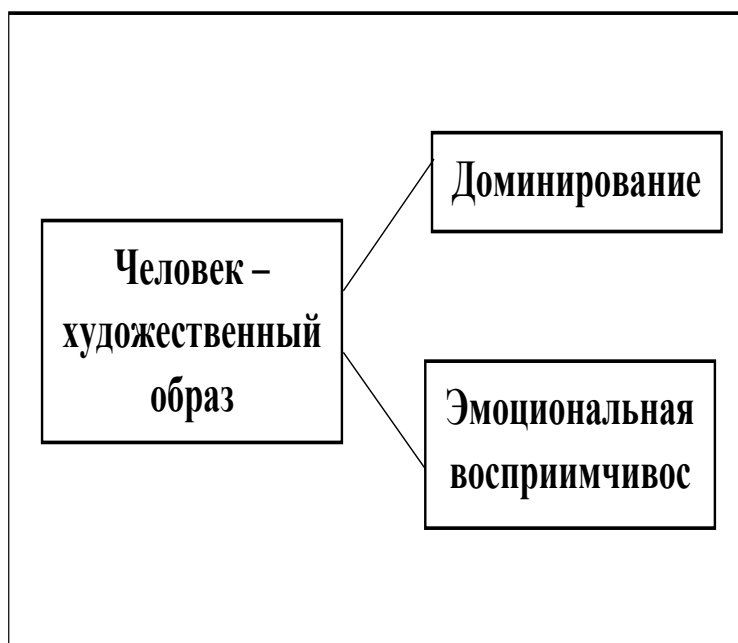 Человек –
художественный
образ
Доминирование
Эмоциональная
восприимчивос